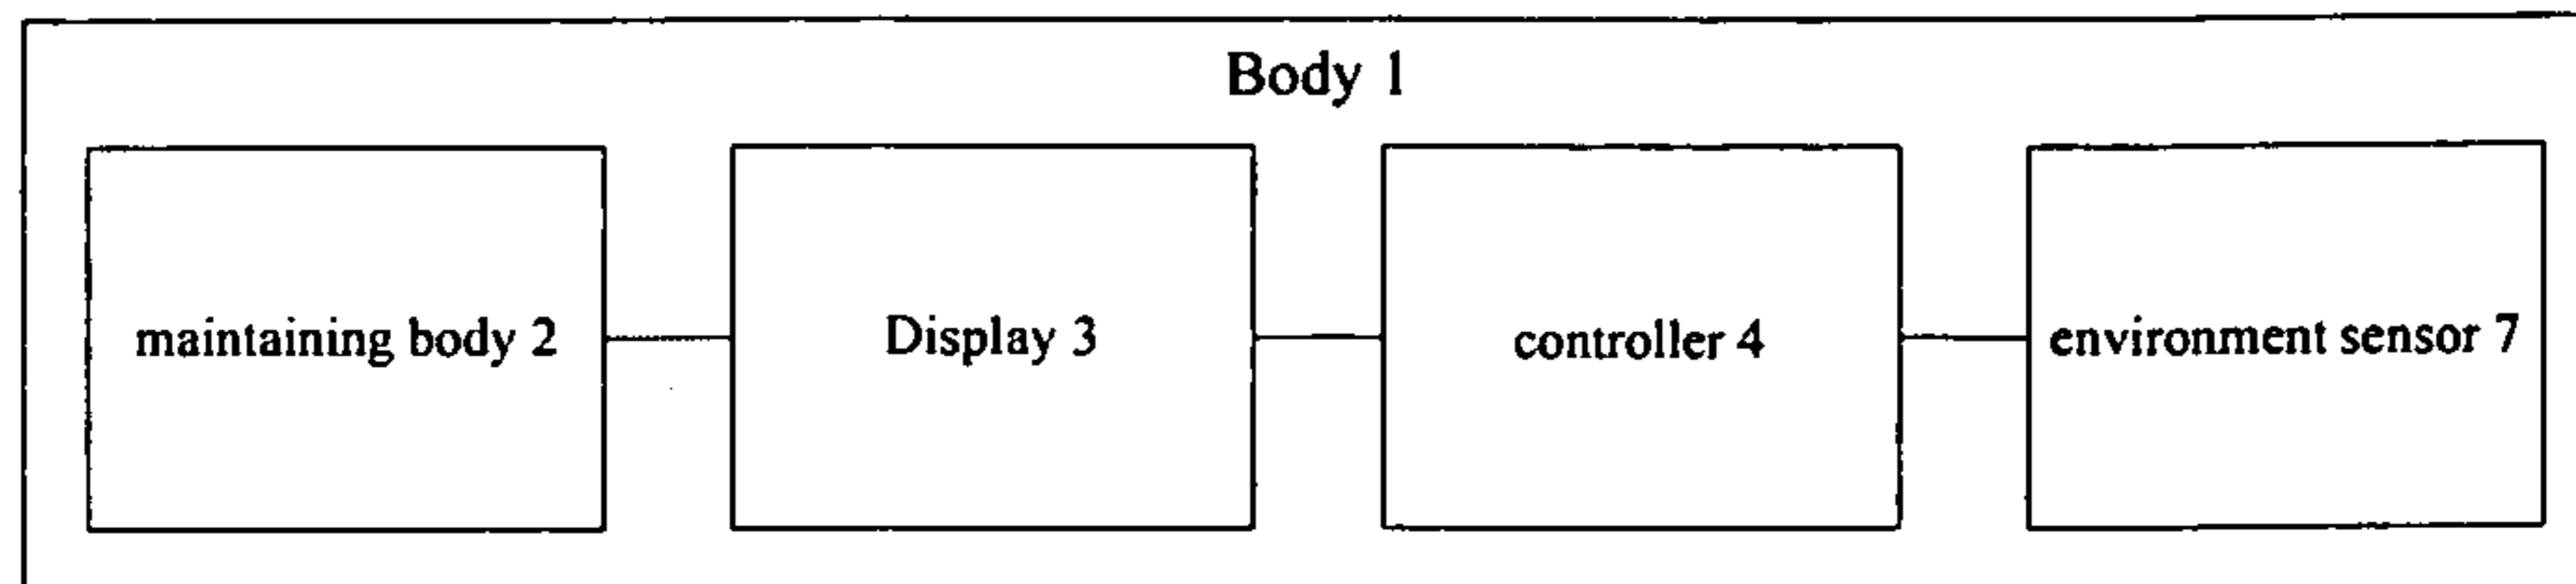 Body 1
maintaining body 2
Display 3
controller 4
environment sensor 7